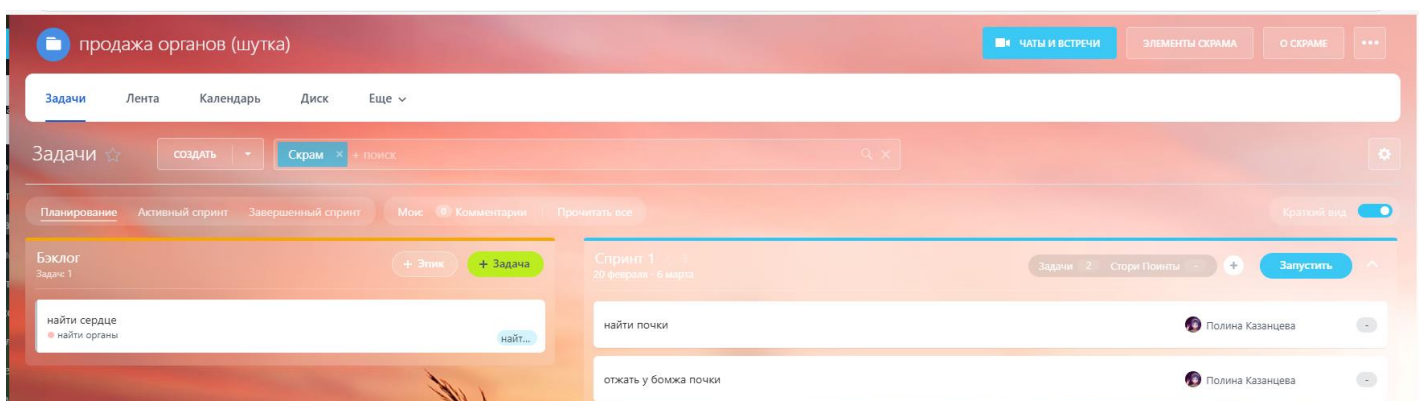 продажа органов (шутка)
ЧАТЫ И ВСТРЕЧИ
ЭЛЕМЕНТЫ СКРАМА
О СКРАМЕ
Задачи Лента Календарь Диск Еще
Задачи
СОЗДАТЬ
Скрам × + поиск
Планирование Активный спринт Завершенный спринт
Мои: 0 Комментарии Прочитать все
Краткий вид
Бэклог
Задач: 1
+ Эпик
+ Задача
найти сердце
найти органы
найт...
Спринт 1
20 февраля - 6 марта
Задачи 2 Стори Поинты -
+
Запустить
найти почки Полина Казанцева -
отжать у бомжа почки Полина Казанцева -